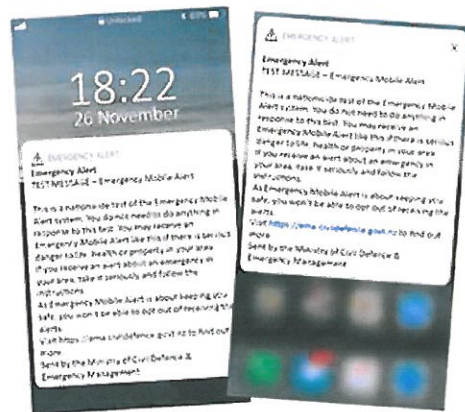 Unlocked
69%
18:22
26 November
EMERGENCY ALERT
Emergency Alert
TEST MESSAGE – Emergency Mobile Alert
This is a nationwide test of the Emergency Mobile
Alert system. You do not need to do anything in
response to this test. You may receive an
Emergency Mobile Alert like this if there is serious
danger to life, health or property in your area
If you receive an alert about an emergency in
your area, take it seriously and follow the
instructions.
As Emergency Mobile Alert is about keeping you
safe, you won't be able to opt out of receiving the
alerts.
Visit https://ema.civildefence.govt.nz to find out
more.
Sent by the Ministry of Civil Defence &
Emergency Management
EMERGENCY ALERT
Emergency Alert
TEST MESSAGE – Emergency Mobile Alert
This is a nationwide test of the Emergency Mobile
Alert system. You do not need to do anything in
response to this test. You may receive an
Emergency Mobile Alert like this if there is serious
danger to life, health or property in your area
If you receive an alert about an emergency in
your area, take it seriously and follow the
instructions.
As Emergency Mobile Alert is about keeping you
safe, you won't be able to opt out of receiving the
alerts.
Visit https://ema.civildefence.govt.nz to find out
more.
Sent by the Ministry of Civil Defence &
Emergency Management